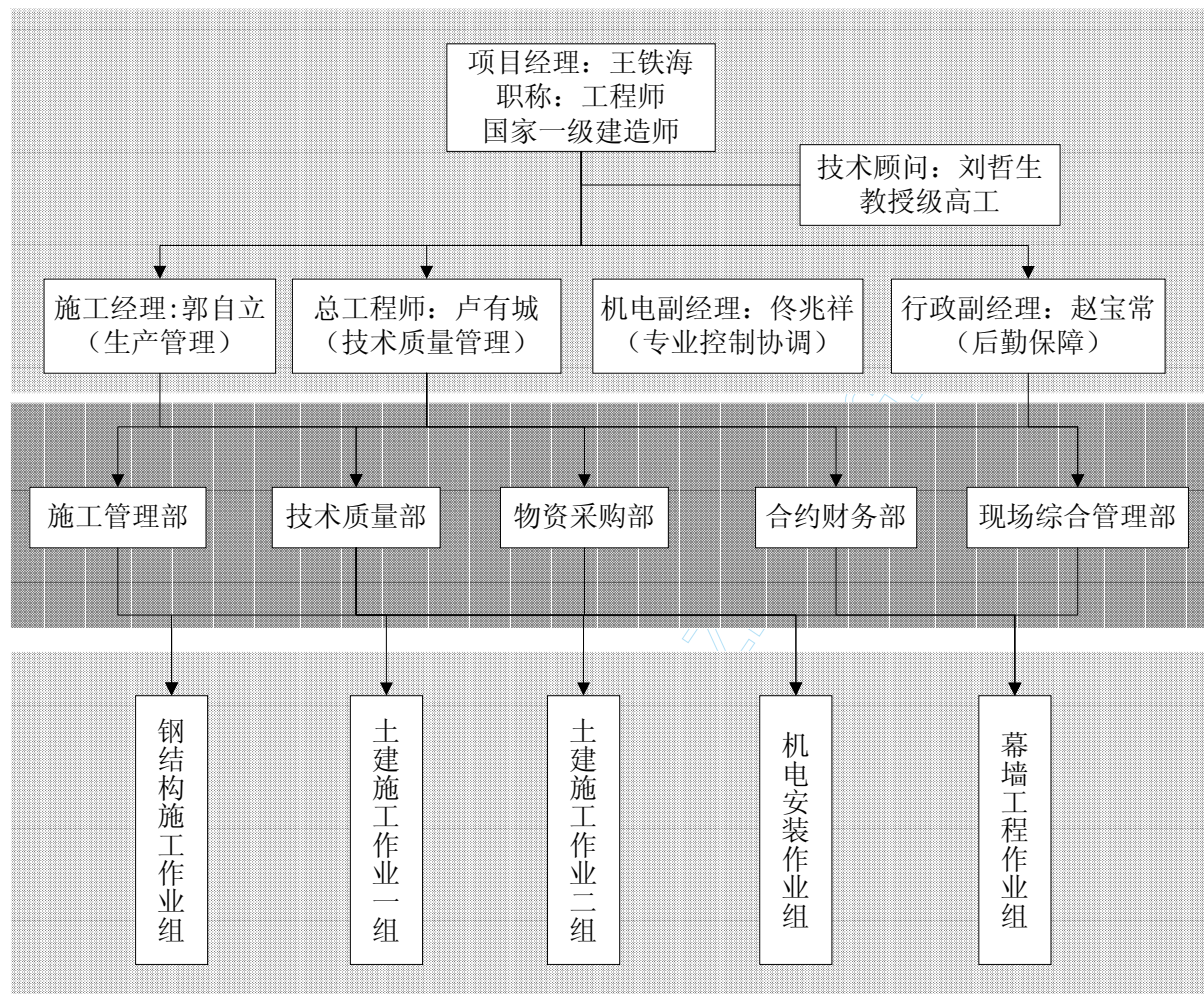 项目经理：王铁海
职称：工程师
国家一级建造师
技术顾问：刘哲生
教授级高工
施工经理:郭自立
（生产管理）
总工程师：卢有城
（技术质量管理）
机电副经理：佟兆祥
（专业控制协调）
行政副经理：赵宝常
（后勤保障）
施工管理部
技术质量部
物资采购部
合约财务部
现场综合管理部
钢结构施工作业组
土建施工作业一组
土建施工作业二组
机电安装作业组
幕墙工程作业组